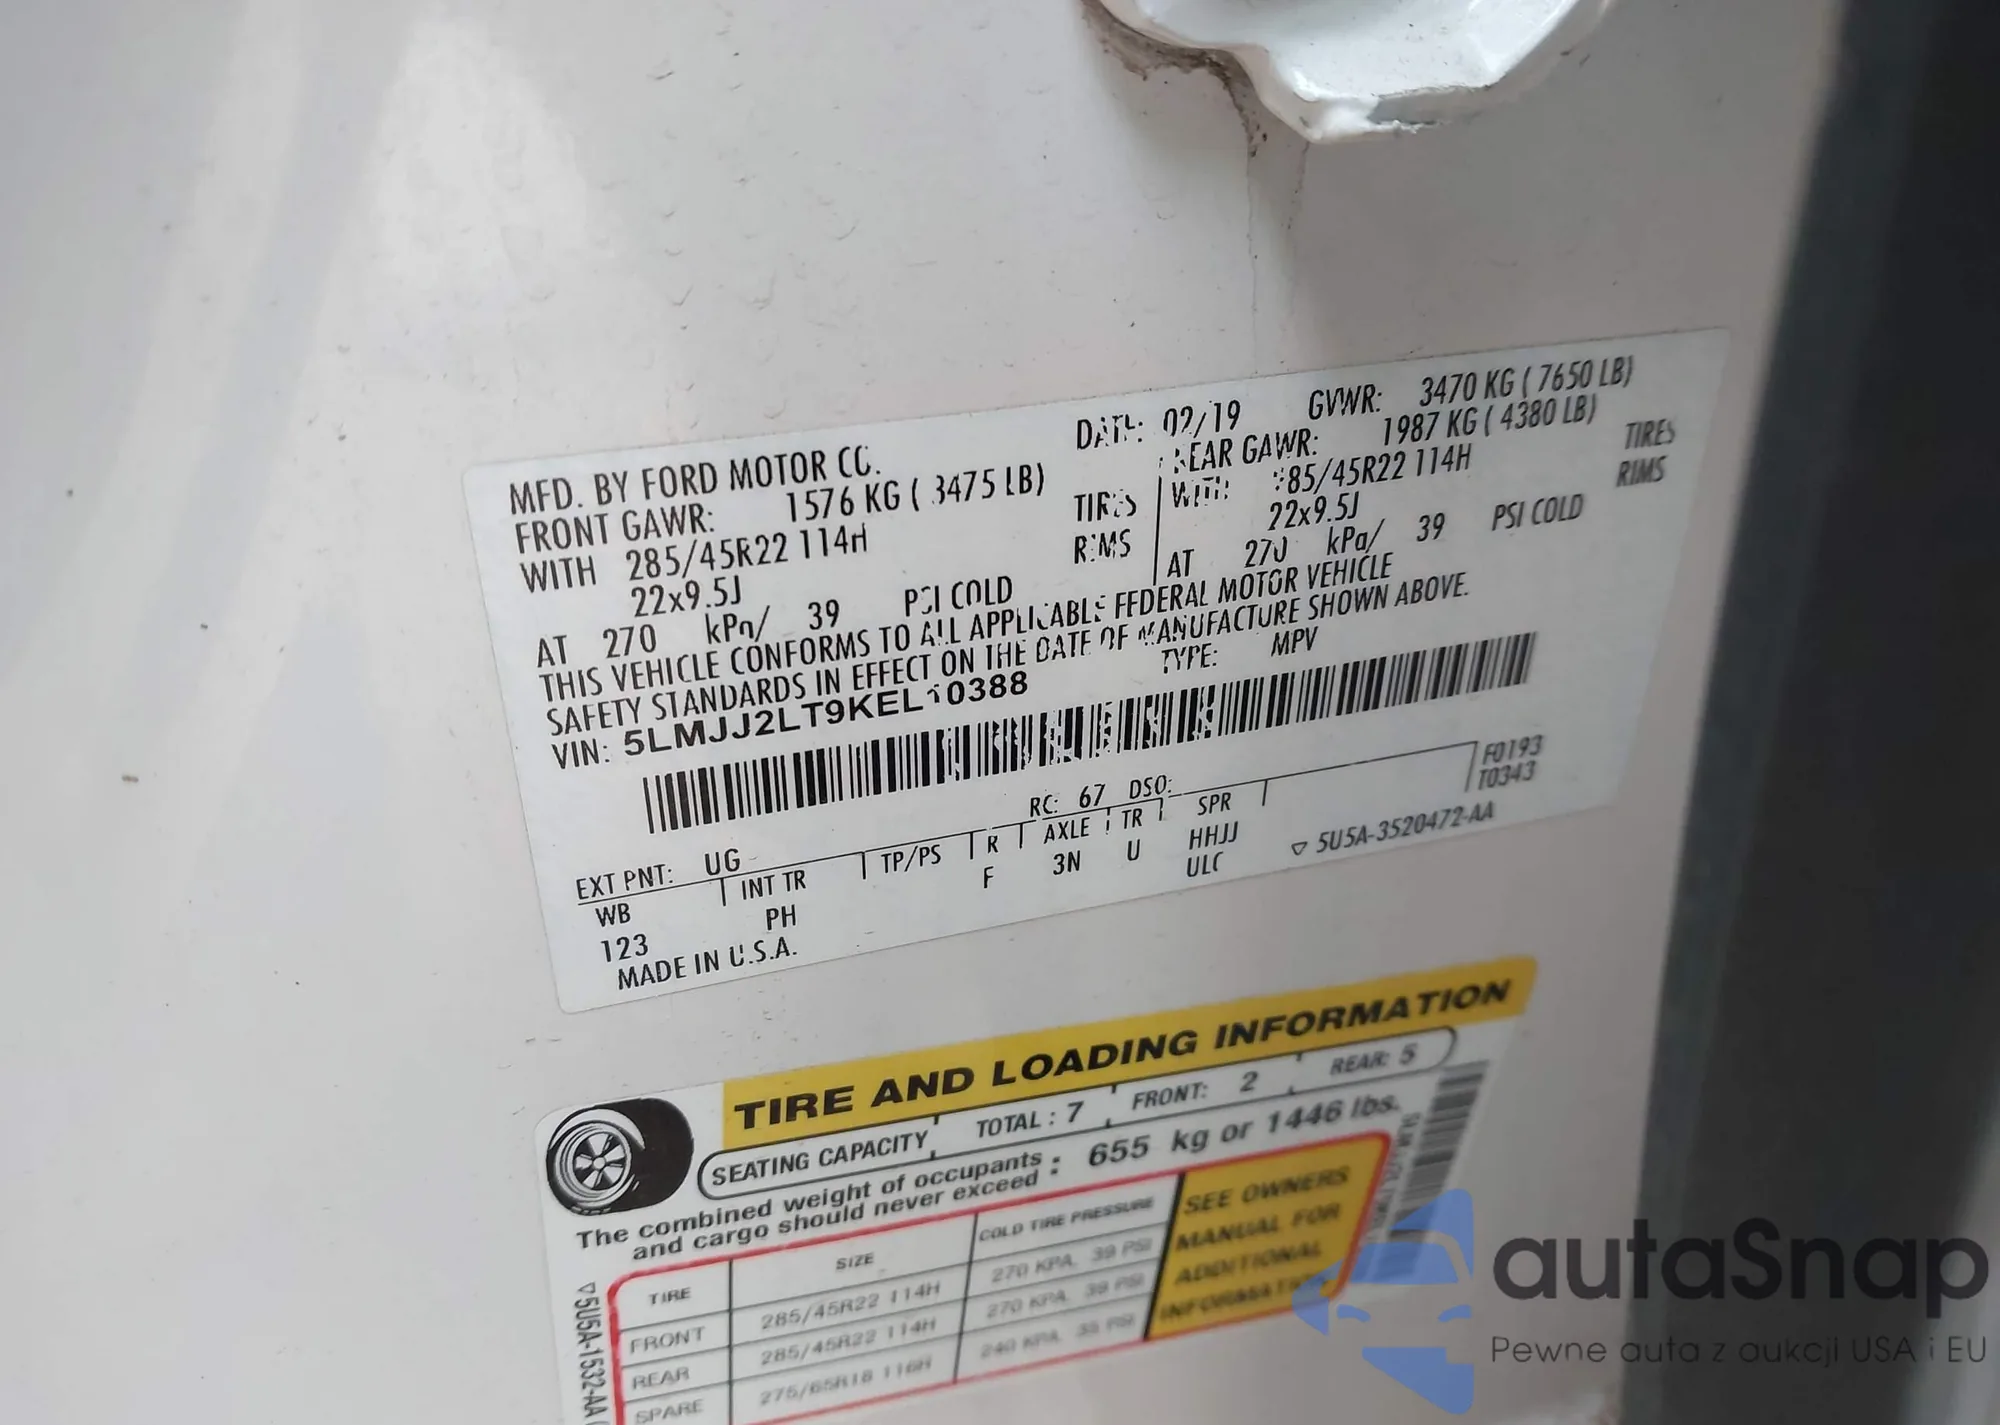 MFD. BY FORD MOTOR CO. DATE: 02/19 GVWR: 3470 KG ( 7650 LB)
FRONT GAWR: 1576 KG ( 3475 LB) REAR GAWR: 1987 KG ( 4380 LB)
WITH 285/45R22 114H TIRES WITH 285/45R22 114H TIRES
22x9.5J RIMS 22x9.5J RIMS
AT 270 kPa/ 39 PSI COLD AT 270 kPa/ 39 PSI COLD
THIS VEHICLE CONFORMS TO ALL APPLICABLE FEDERAL MOTOR VEHICLE
SAFETY STANDARDS IN EFFECT ON THE DATE OF MANUFACTURE SHOWN ABOVE.
VIN: 5LMJJ2LT9KEL10388 TYPE: MPV
F0193
T0343
EXT PNT: UG RC: 67 DSO:
WB INT TR TP/PS R AXLE TR SPR
123 PH F 3N U HHJJ
ULC
MADE IN U.S.A. 5U5A-3520472-AA
TIRE AND LOADING INFORMATION
SEATING CAPACITY TOTAL : 7 FRONT: 2 REAR: 5
The combined weight of occupants
and cargo should never exceed : 655 kg or 1446 lbs.
TIRE SIZE COLD TIRE PRESSURE
FRONT 285/45R22 114H 270 KPA, 39 PSI
REAR 285/45R22 114H 270 KPA, 39 PSI
SPARE 275/65R18 116H 240 KPA, 35 PSI
SEE OWNERS
MANUAL FOR
ADDITIONAL
INFORMATION
5U5A-1532-AA
autaSnap
Pewne auta z aukcji USA i EU